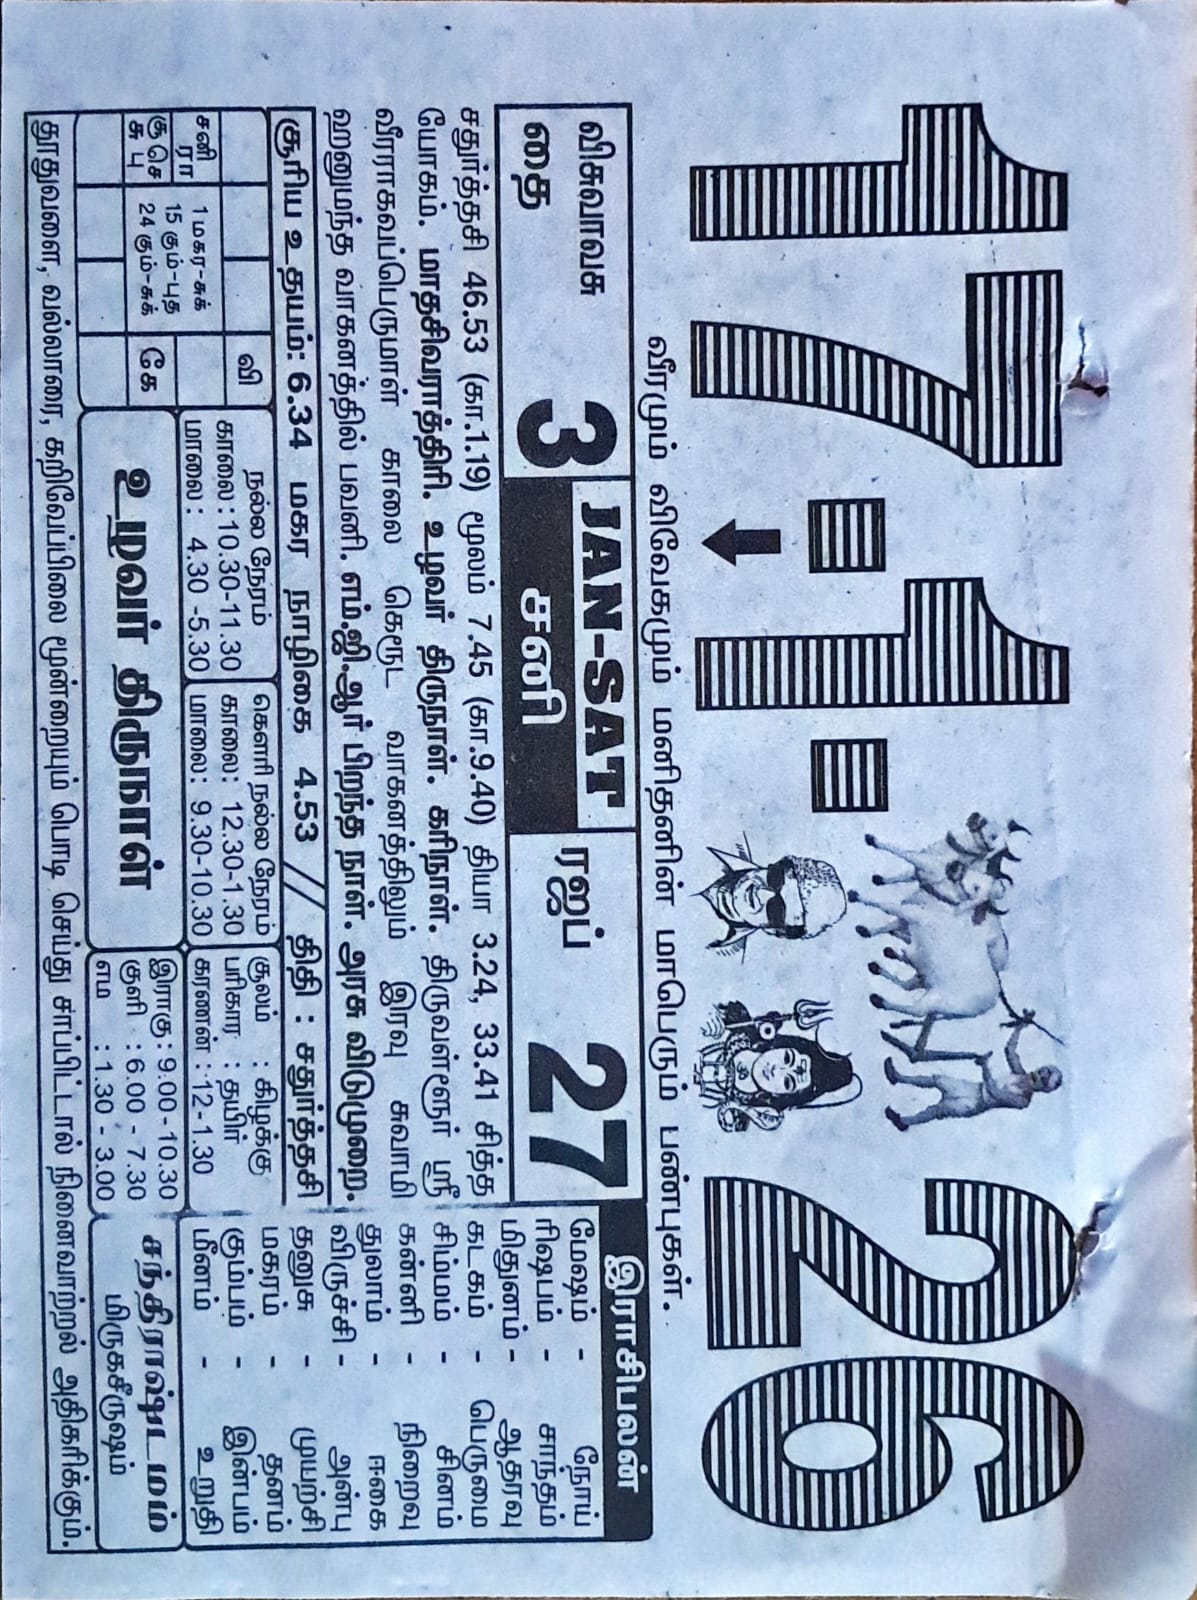 17.1.26
வீரமும் விவேகமும் மனிதனின் மாபெரும் பண்புகள்.
விசுவாவசு
தை 3
JAN-SAT
சனி
ரஜப் 27
சதுர்த்தசி 46.53 (கா.1.19) மூலம் 7.45 (கா.9.40) தியா 3.24, 33.41 சித்த
யோகம். மாதசிவராத்திரி. உழவர் திருநாள். கரிநாள். திருவள்ளூர் ஸ்ரீ
வீரராகவப்பெருமாள் காலை கெருட வாகனத்திலும் இரவு சுவாமி
ஹனுமந்த வாகனத்தில் பவனி. எம்.ஜி.ஆர் பிறந்த நாள். அரசு விடுமுறை.
சூரிய உதயம்: 6.34 மகர நாழிகை 4.53 // திதி : சதுர்த்தசி
இராசிபலன்
மேஷம் - நோய்
ரிஷபம் - சாந்தம்
மிதுனம் - ஆதரவு
கடகம் - பெருமை
சிம்மம் - சினம்
கன்னி - நிறைவு
துலாம் - ஈகை
விருச்சி - அன்பு
தனுசு - முயற்சி
மகரம் - தனம்
கும்பம் - இன்பம்
மீனம் - உறுதி
வி
சனி
ரா
சூ செ
சு பு
கே
1 மகர-சுக்
15 கும்-புத
24 கும்-சுக்
நல்ல நேரம்
காலை : 10.30-11.30
மாலை : 4.30 -5.30
கௌரி நல்ல நேரம்
காலை: 12.30-1.30
மாலை: 9.30-10.30
சூலம் : கிழக்கு
பரிகார : தயிர்
கரணன் : 12-1.30
உழவர் திருநாள்
இராகு : 9.00 -10.30
குளி : 6.00 - 7.30
எம : 1.30 - 3.00
சந்திராஷ்டமம்
மிருகசீருஷம்
தூதுவளை, வல்லாரை, கறிவேப்பிலை மூன்றையும் பொடி செய்து சாப்பிட்டால் நினைவாற்றல் அதிகரிக்கும்.